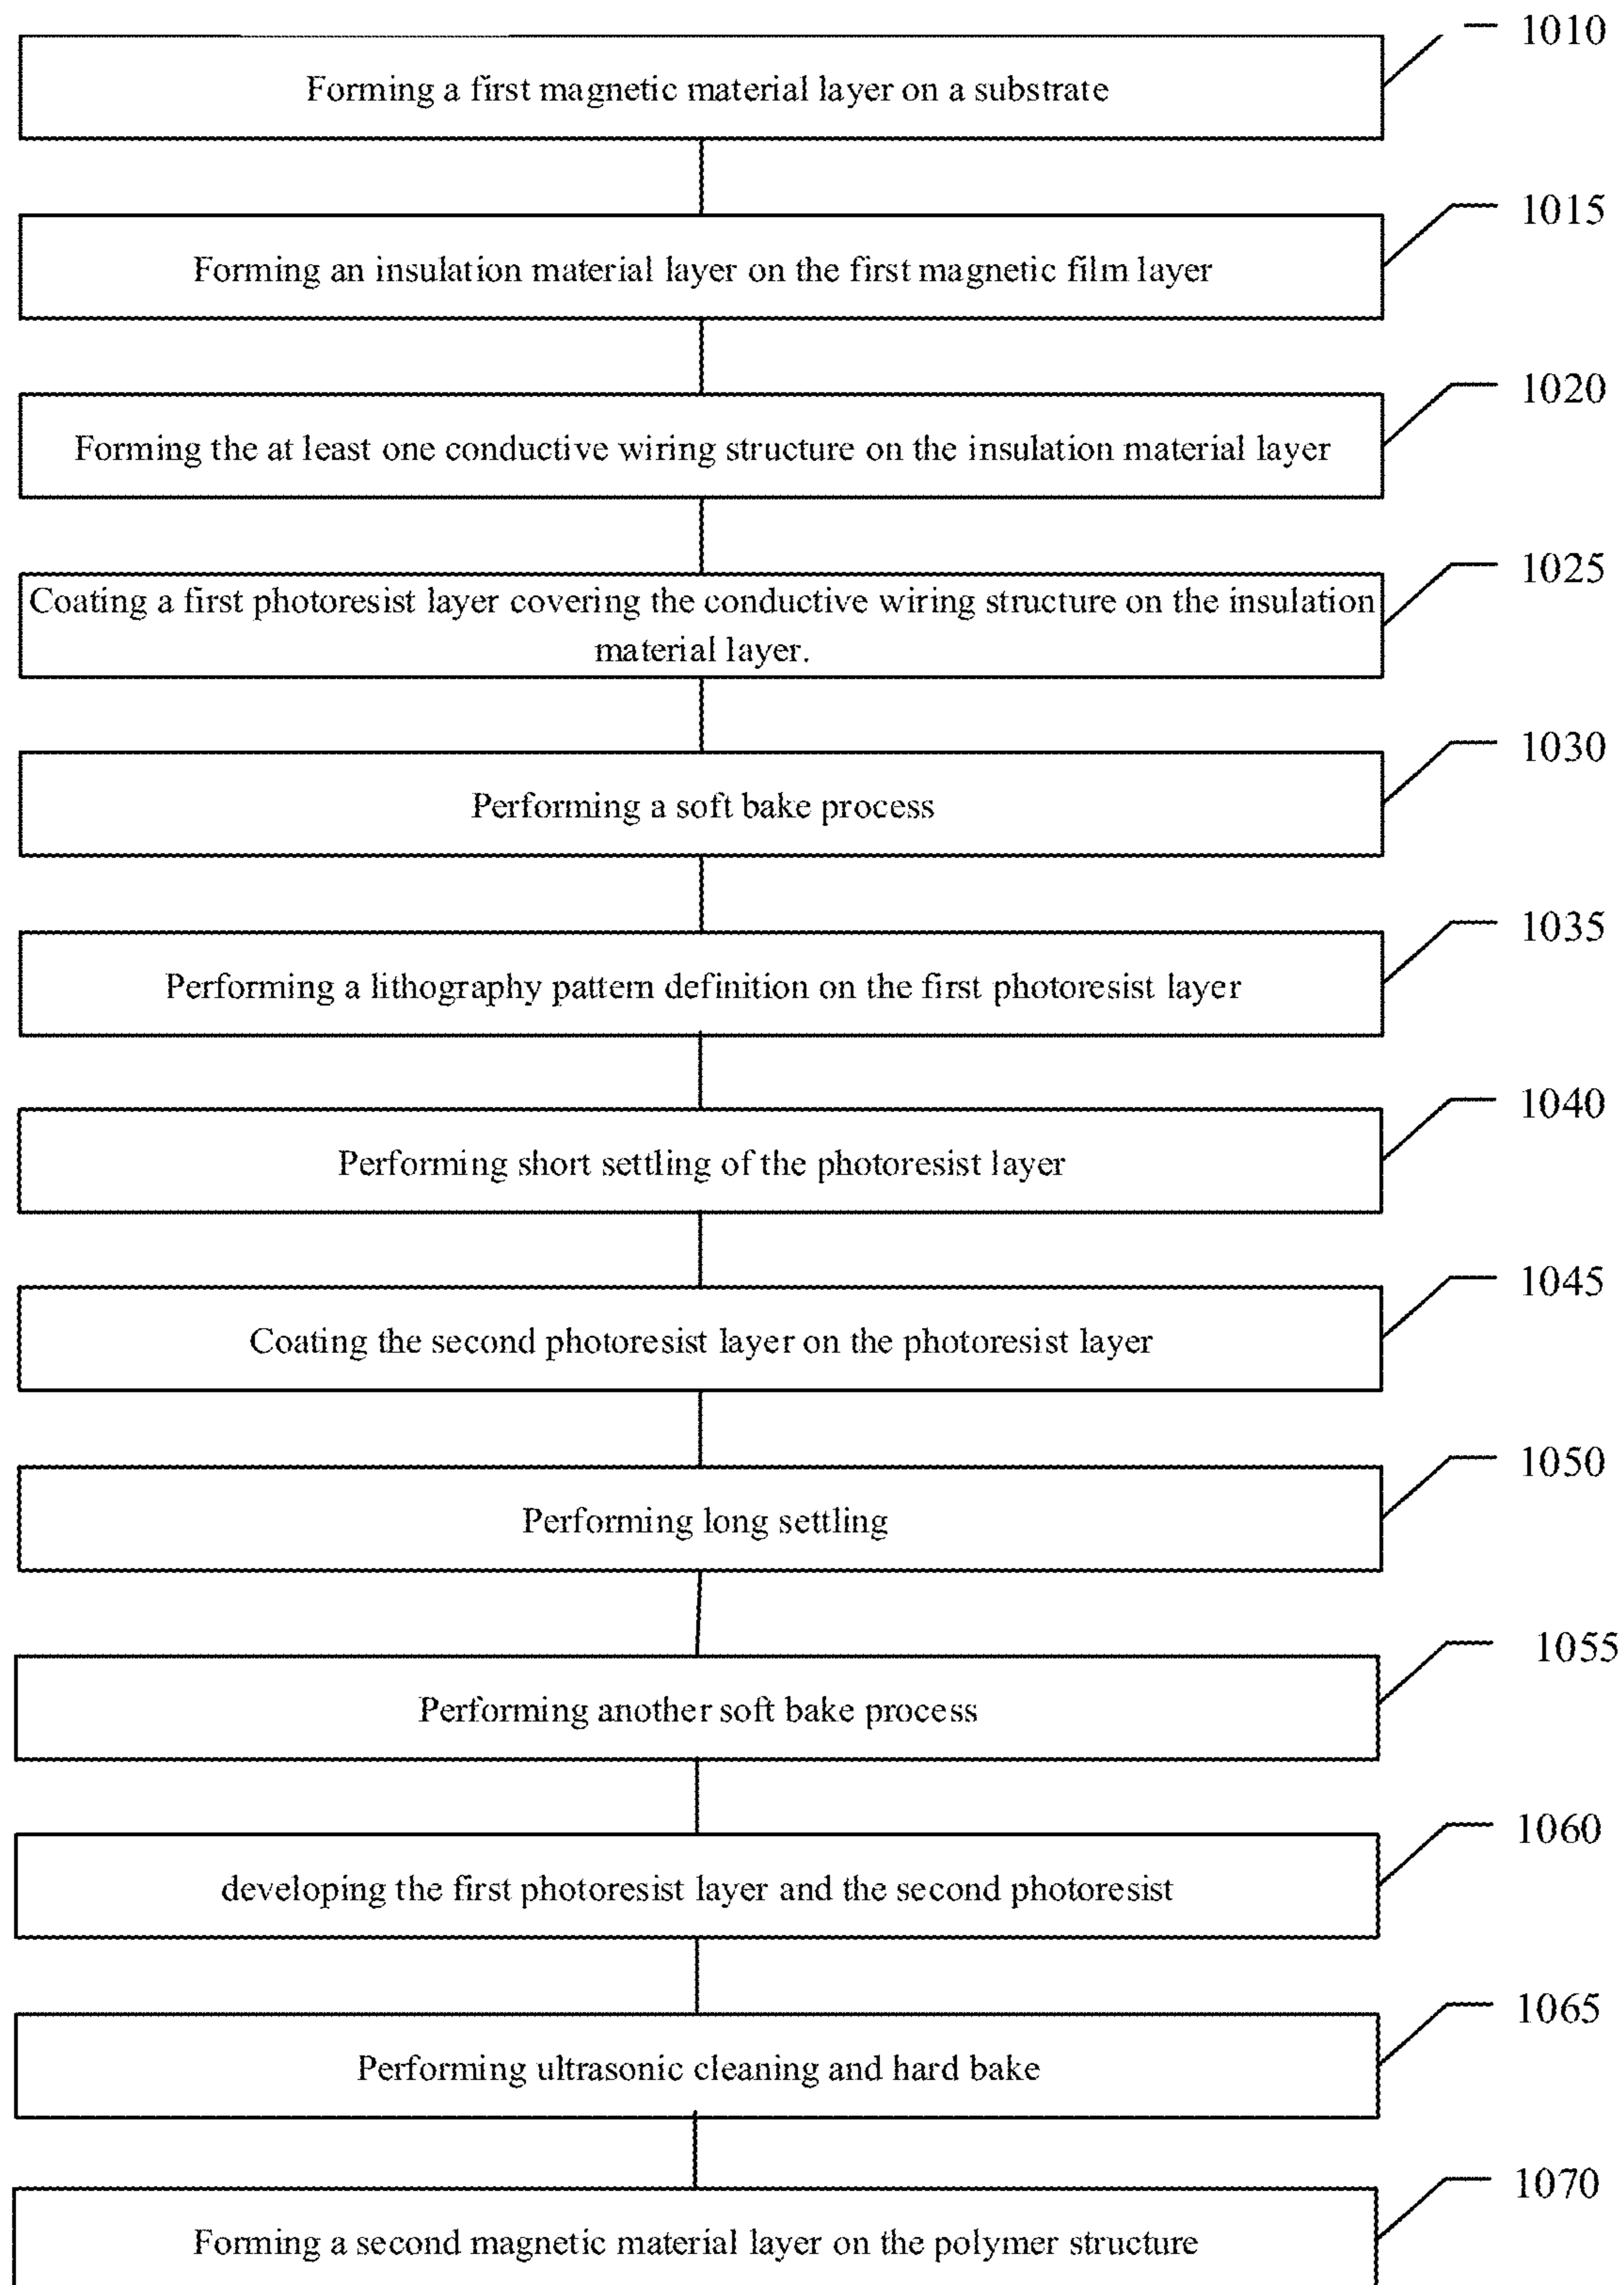 1010
Forming a first magnetic material layer on a substrate
1015
Forming an insulation material layer on the first magnetic film layer
1020
Forming the at least one conductive wiring structure on the insulation material layer
1025
Coating a first photoresist layer covering the conductive wiring structure on the insulation
material layer.
1030
Performing a soft bake process
1035
Performing a lithography pattern definition on the first photoresist layer
1040
Performing short settling of the photoresist layer
1045
Coating the second photoresist layer on the photoresist layer
1050
Performing long settling
1055
Performing another soft bake process
1060
developing the first photoresist layer and the second photoresist
1065
Performing ultrasonic cleaning and hard bake
1070
Forming a second magnetic material layer on the polymer structure